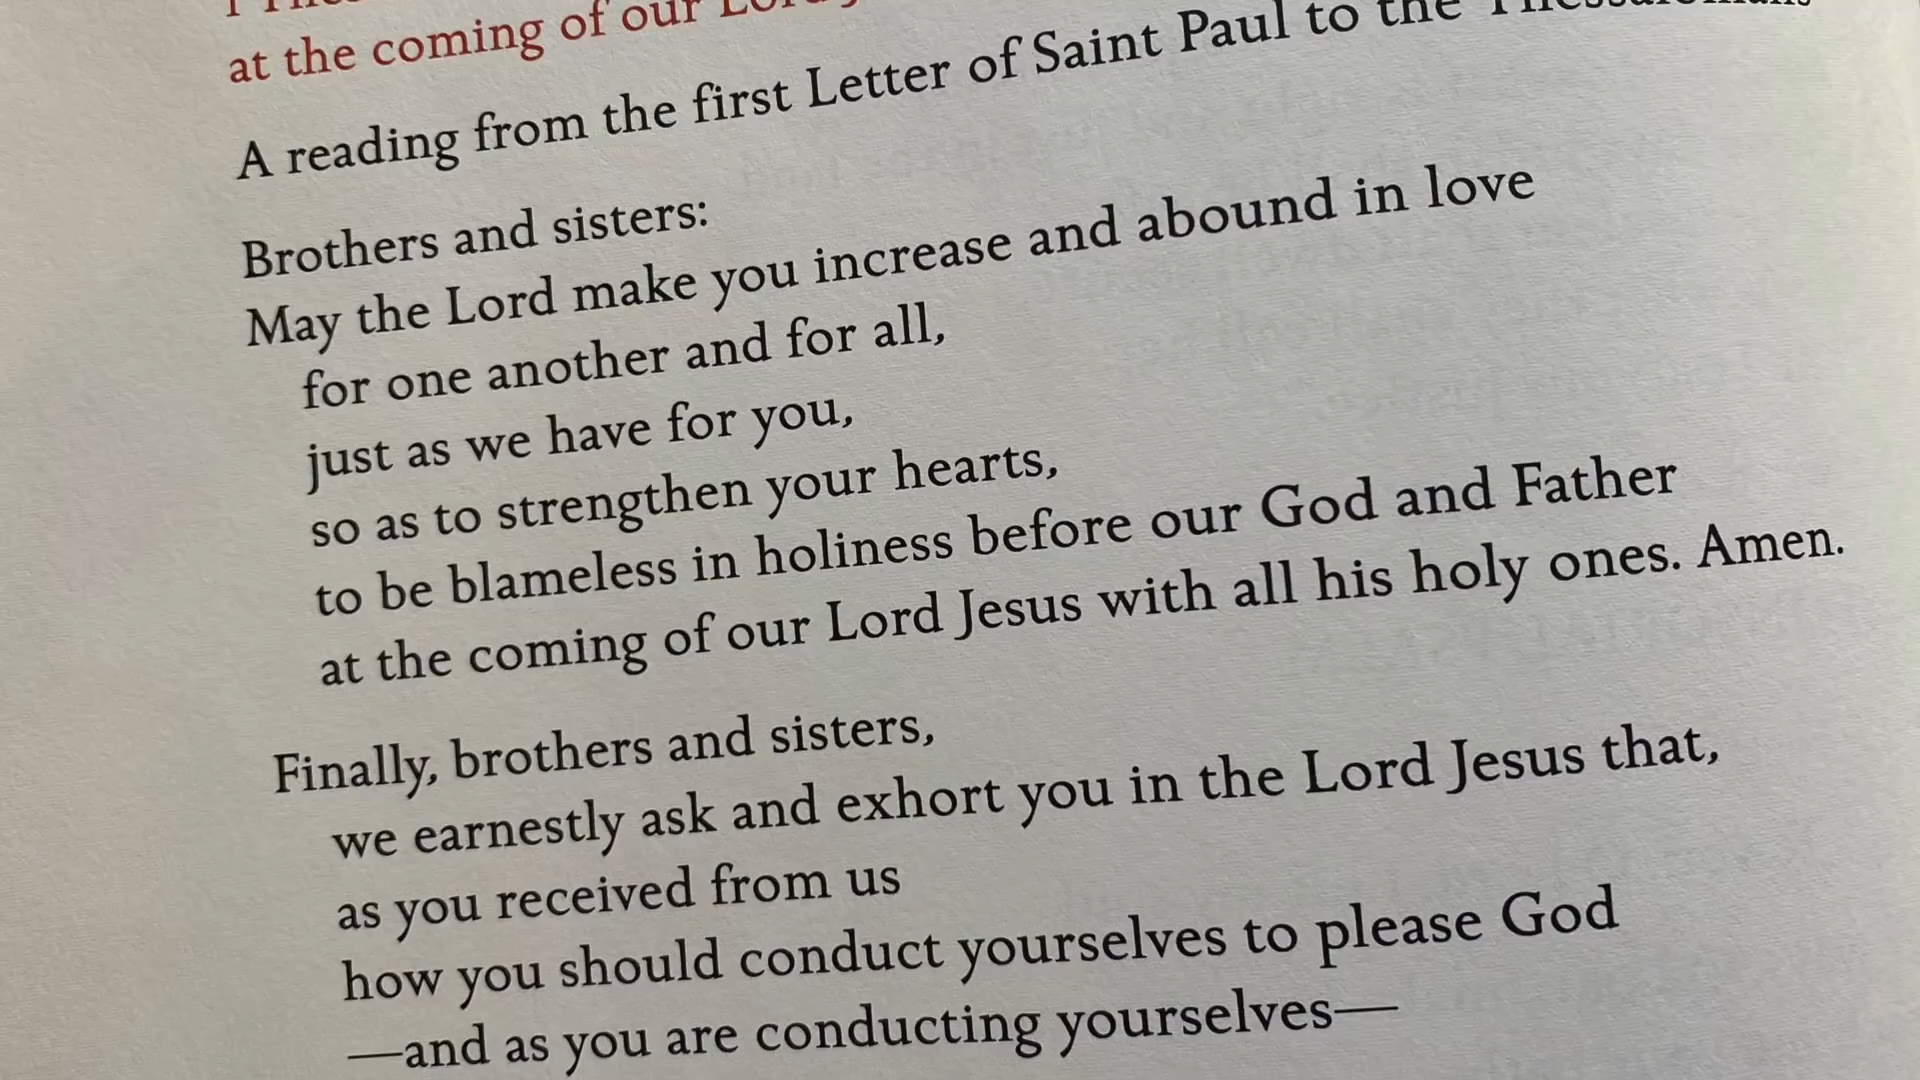 at the coming of our Lord
A reading from the first Letter of Saint Paul to the Thessalonians
Brothers and sisters:
May the Lord make you increase and abound in love
for one another and for all,
just as we have for you,
so as to strengthen your hearts,
to be blameless in holiness before our God and Father
at the coming of our Lord Jesus with all his holy ones. Amen.
Finally, brothers and sisters,
we earnestly ask and exhort you in the Lord Jesus that,
as you received from us
how you should conduct yourselves to please God
—and as you are conducting yourselves—